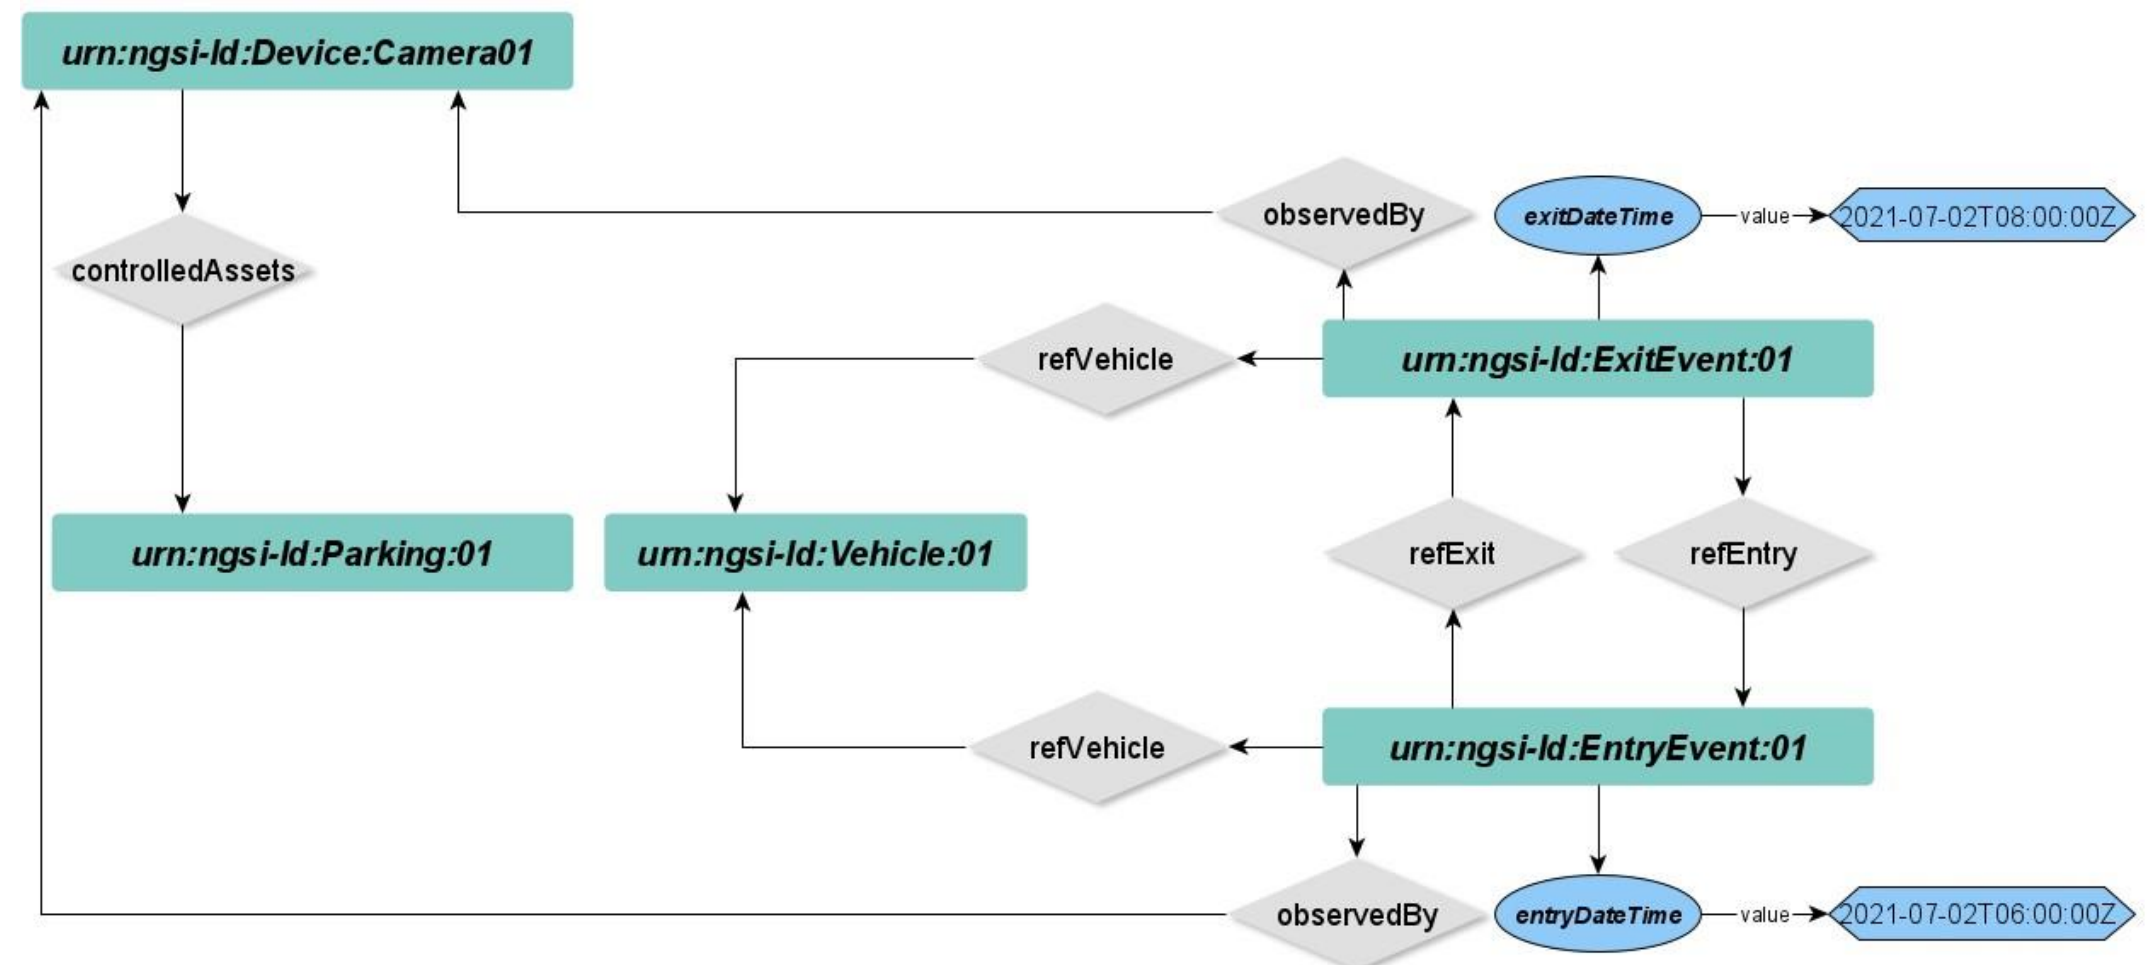 urn:ngsi-ld:Device:Camera01
observedBy
exitDateTime
value
2021-07-02T08:00:00Z
controlledAssets
refVehicle
urn:ngsi-ld:ExitEvent:01
urn:ngsi-ld:Parking:01
urn:ngsi-ld:Vehicle:01
refExit
refEntry
refVehicle
urn:ngsi-ld:EntryEvent:01
observedBy
entryDateTime
value
2021-07-02T06:00:00Z